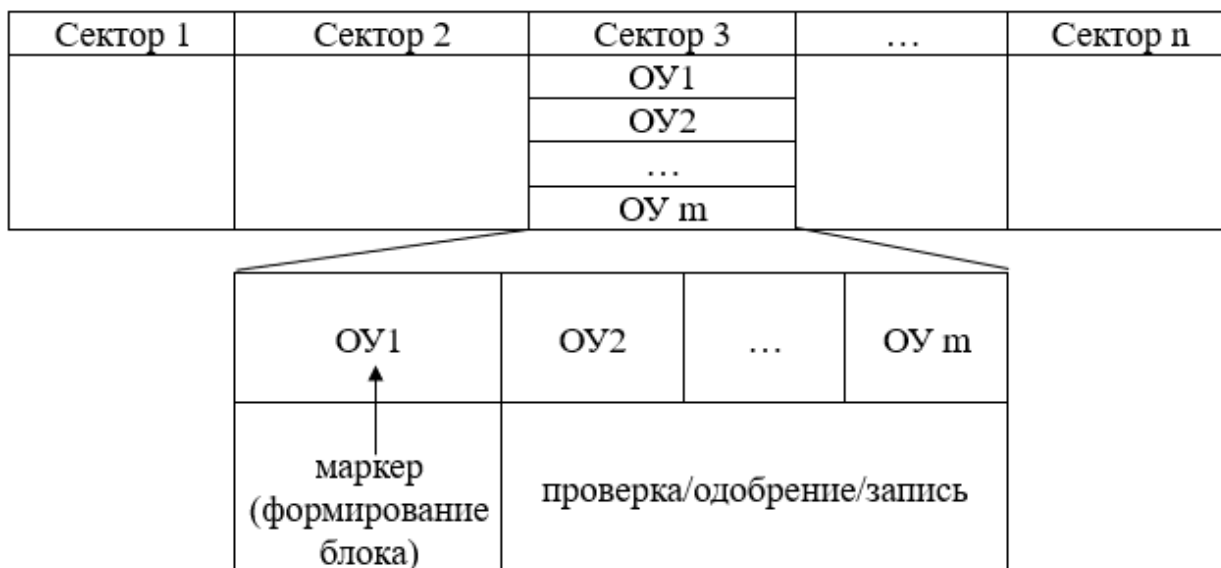 Сектор 1 Сектор 2 Сектор 3 … Сектор n
ОУ1
ОУ2
…
ОУ m
ОУ1 ОУ2 … ОУ m
маркер
(формирование
блока)
проверка/одобрение/запись